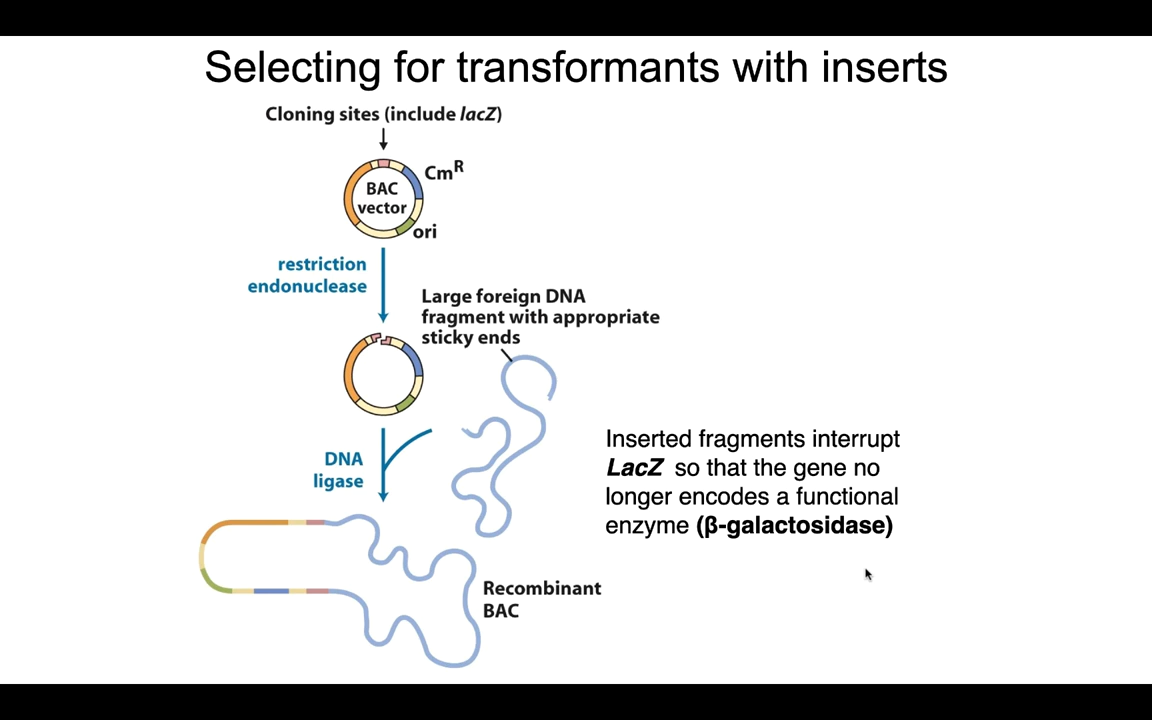 Selecting for transformants with inserts
Cloning sites (include lacZ)
CmR
BAC
vector
ori
restriction
endonuclease
Large foreign DNA
fragment with appropriate
sticky ends
DNA
ligase
Inserted fragments interrupt
LacZ so that the gene no
longer encodes a functional
enzyme (β-galactosidase)
Recombinant
BAC